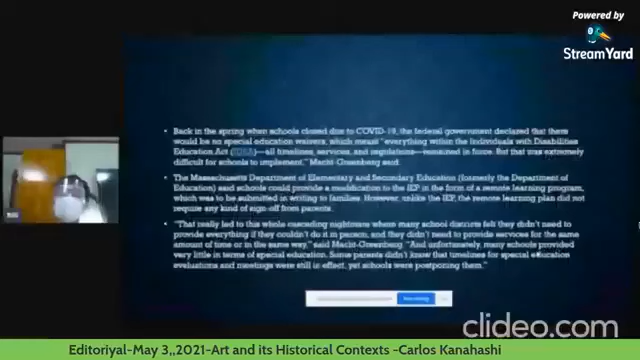 Powered by
StreamYard
• Back in the spring when schools closed due to COVID-19, the federal government declared that there
would be no special education waivers, which means "everything within the Individuals with Disabilities
Education Act (IDEA)—all timelines, services, and regulations—remained in force. But that was extremely
difficult for schools to implement," Macht-Greenberg said.
• The Massachusetts Department of Elementary and Secondary Education (formerly the Department of
Education) said schools could provide a modification to the IEP in the form of a remote learning program,
which was to be submitted in writing to families. However, unlike the IEP, the remote learning plan did not
require any kind of sign-off from parents.
• "That really led to this whole cascading nightmare where many school districts felt they didn't need to
provide everything if they couldn't do it in person, and they didn't need to provide services for the same
amount of time or in the same way," said Macht-Greenberg. "And unfortunately, many schools provided
very little in terms of special education. Some parents didn't know that timelines for special education
evaluations and meetings were still in effect, yet schools were postponing them."
clideo.com
Editoriyal-May 3,,2021-Art and its Historical Contexts -Carlos Kanahashi